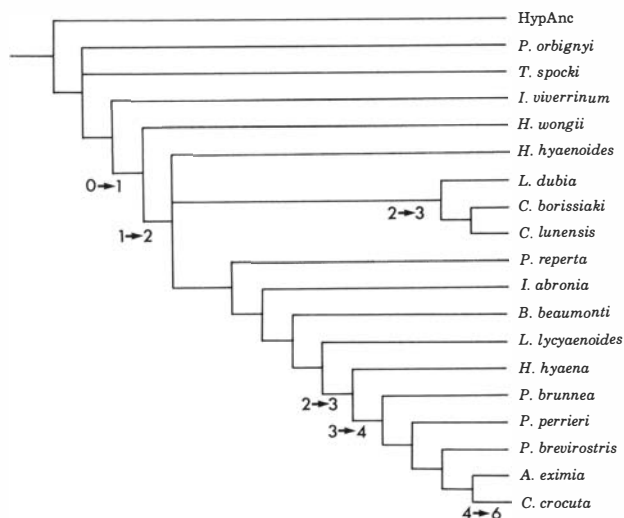 HypAnc
P. orbignyi
T. spocki
I. viverrinum
H. wongii
H. hyaenoides
0→1
L. dubia
2→3
C. borissiaki
1→2
C. lunensis
P. reperta
I. abronia
B. beaumonti
L. lycyaenoides
H. hyaena
2→3
P. brunnea
3→4
P. perrieri
P. brevirostris
A. eximia
C. crocuta
4→6